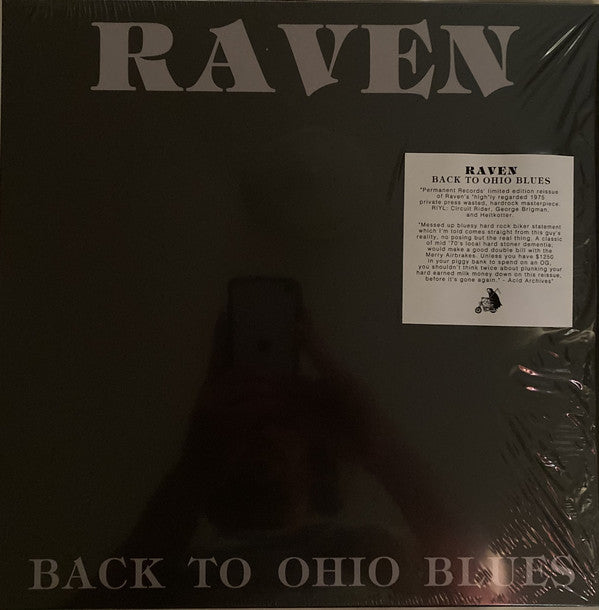 RAVEN
RAVEN
BACK TO OHIO BLUES
"Permanent Records' limited edition reissue
of Raven's 'high'ly regarded 1975
private press wasted, hardrock masterpiece.
RIYL: Circuit Rider, George Brigman,
and Heitkotter.
"Messed up bluesy hard rock biker statement
which I'm told comes straight from this guy's
reality, no posing but the real thing. A classic
of mid '70's local hard stoner dementia;
would make a good double bill with the
Merry Airbrakes. Unless you have $1250
in your piggy bank to spend on an OG,
you shouldn't think twice about plunking your
hard earned milk money down on this reissue,
before it's gone again." - Acid Archives"
BACK TO OHIO BLUES